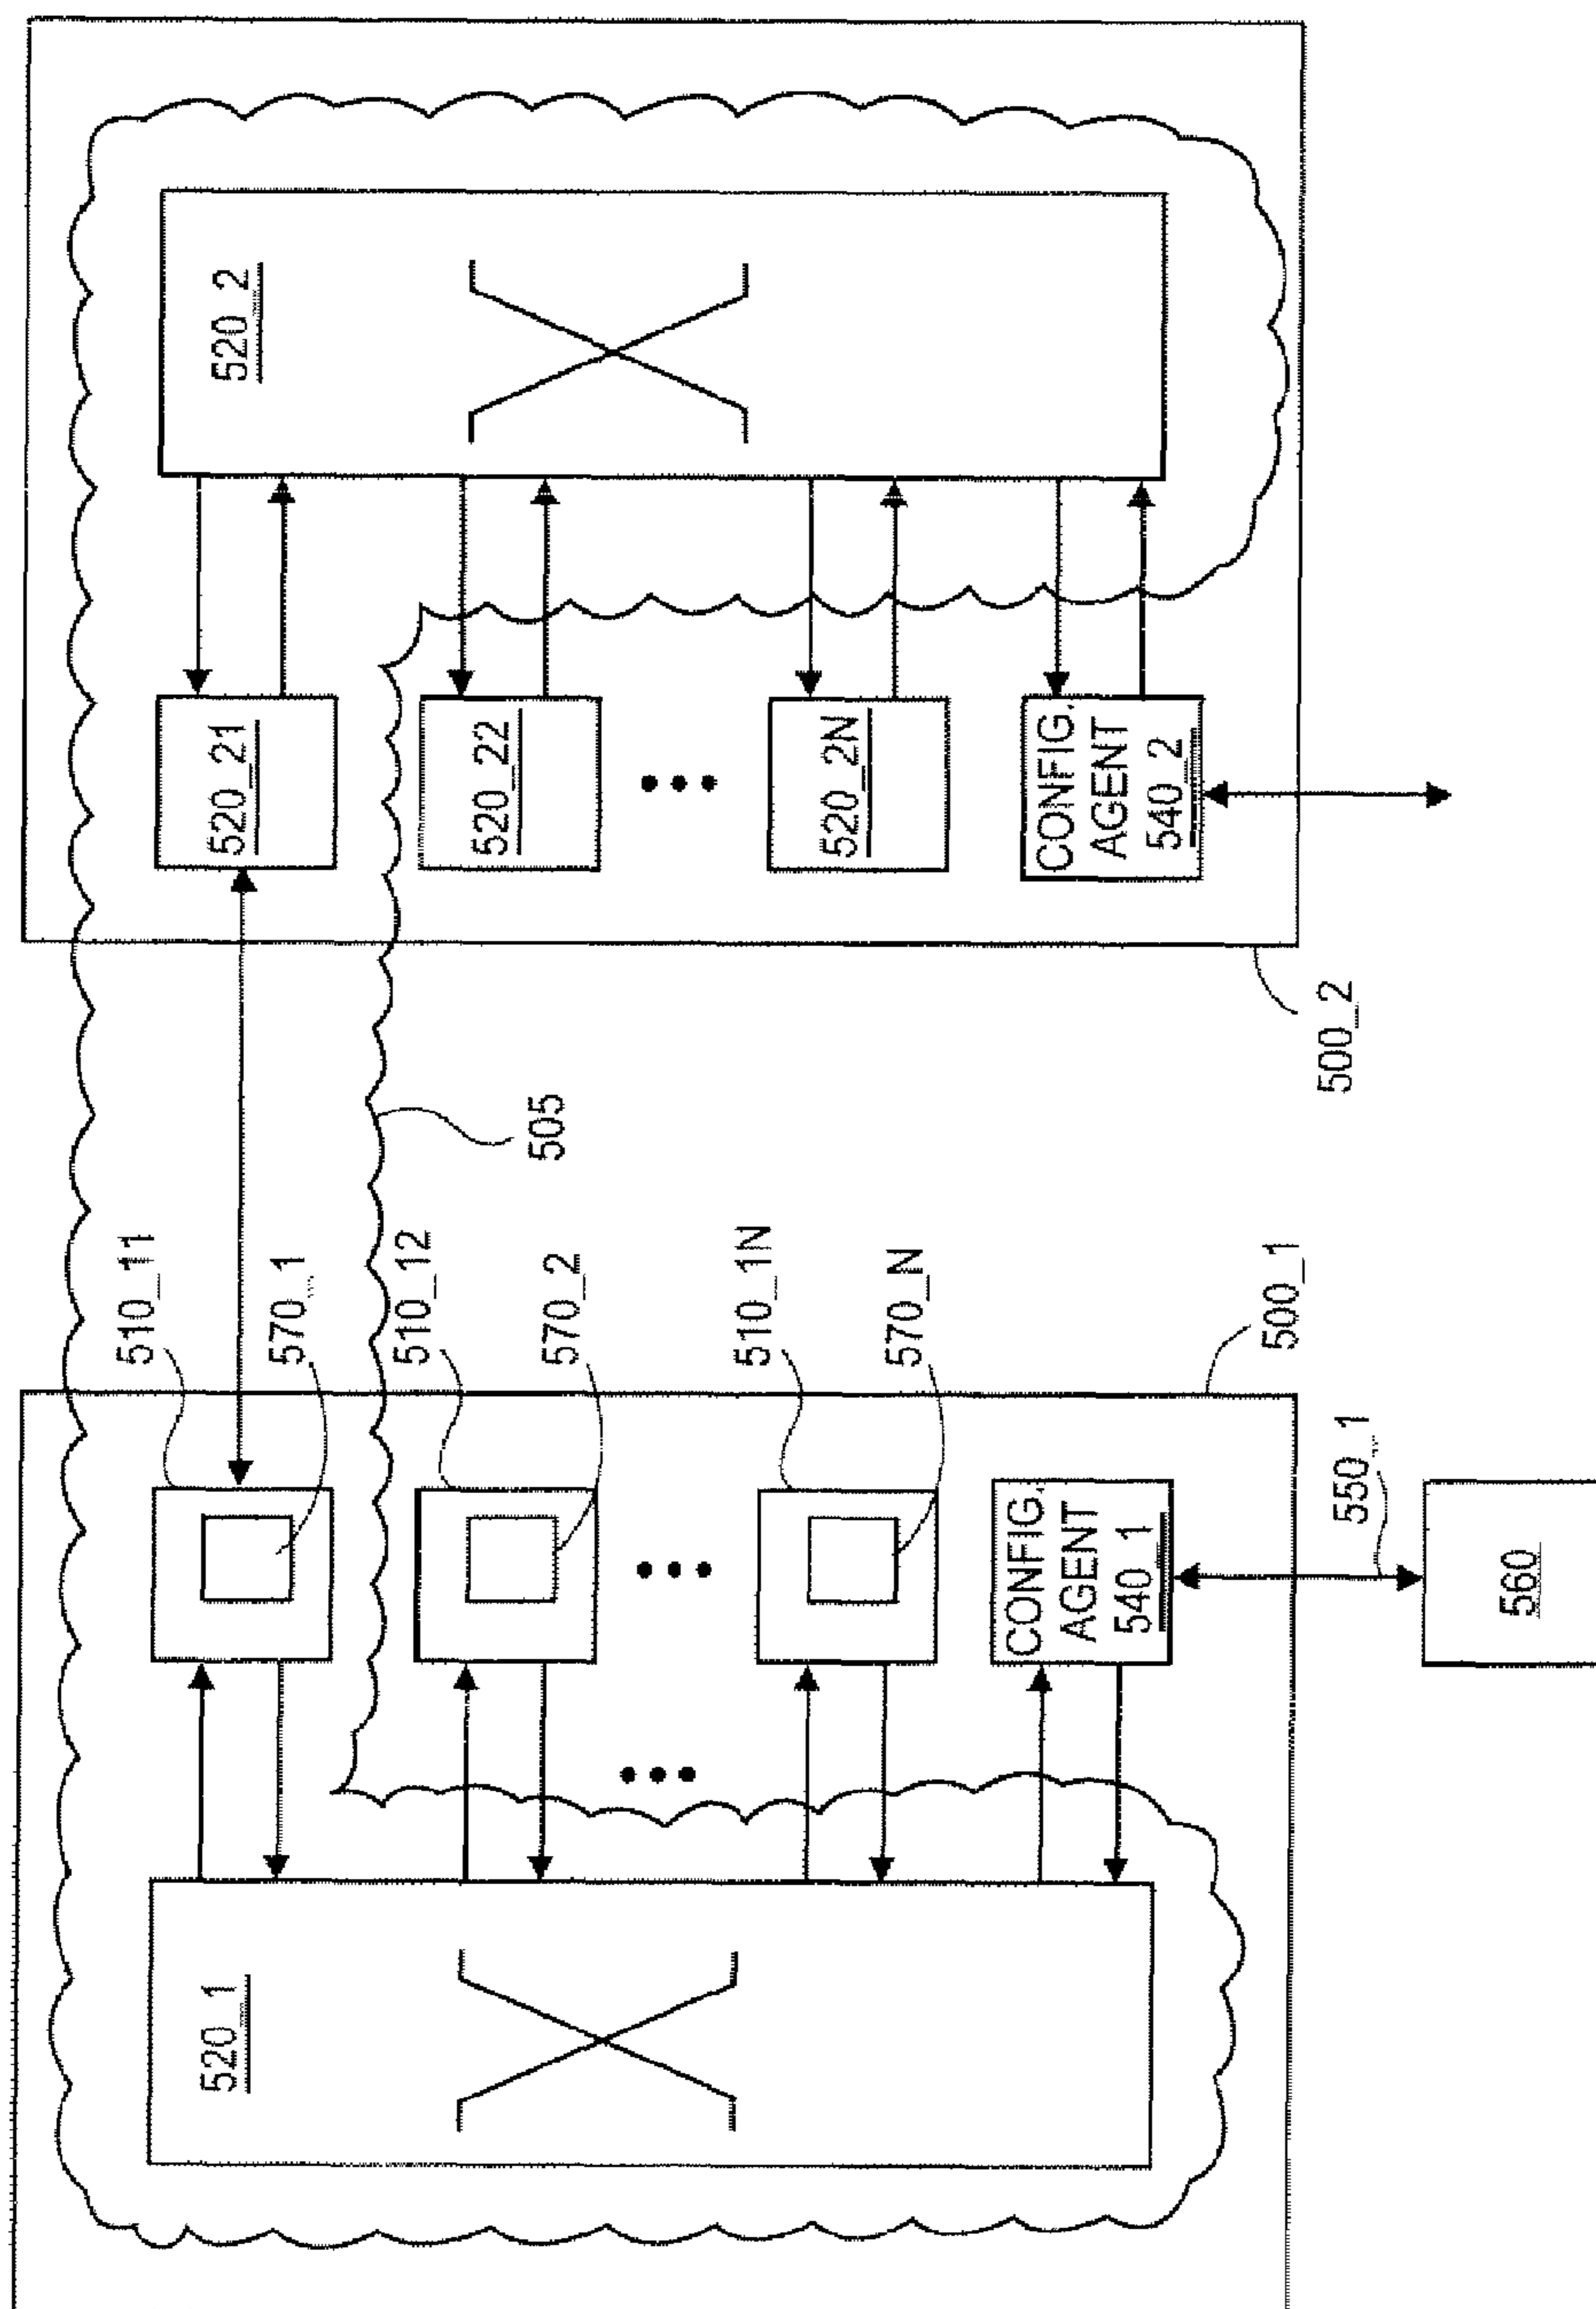 520_1
510_11
570_1
510_12
570_2
510_1N
570_N
CONFIG.
AGENT
540_1
550_1
560
500_1
505
520_21
520_22
520_2N
CONFIG.
AGENT
540_2
520_2
500_2